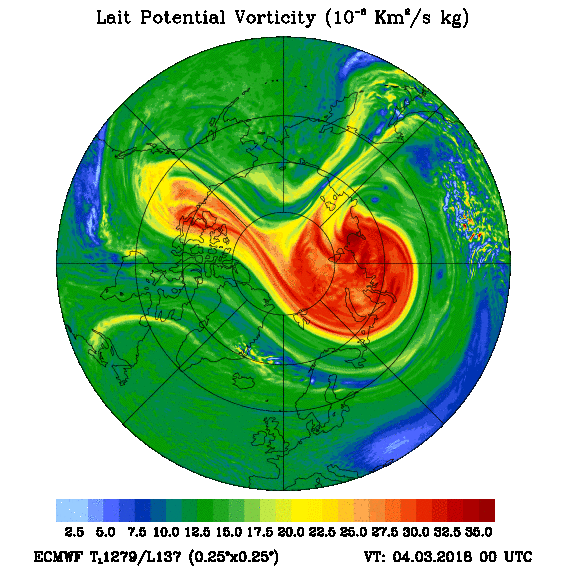 Lait Potential Vorticity (10⁻⁶ Km²/s kg)
2.5 5.0 7.5 10.0 12.5 15.0 17.5 20.0 22.5 25.0 27.5 30.0 32.5 35.0
ECMWF T_L1279/L137 (0.25°x0.25°) VT: 04.03.2018 00 UTC